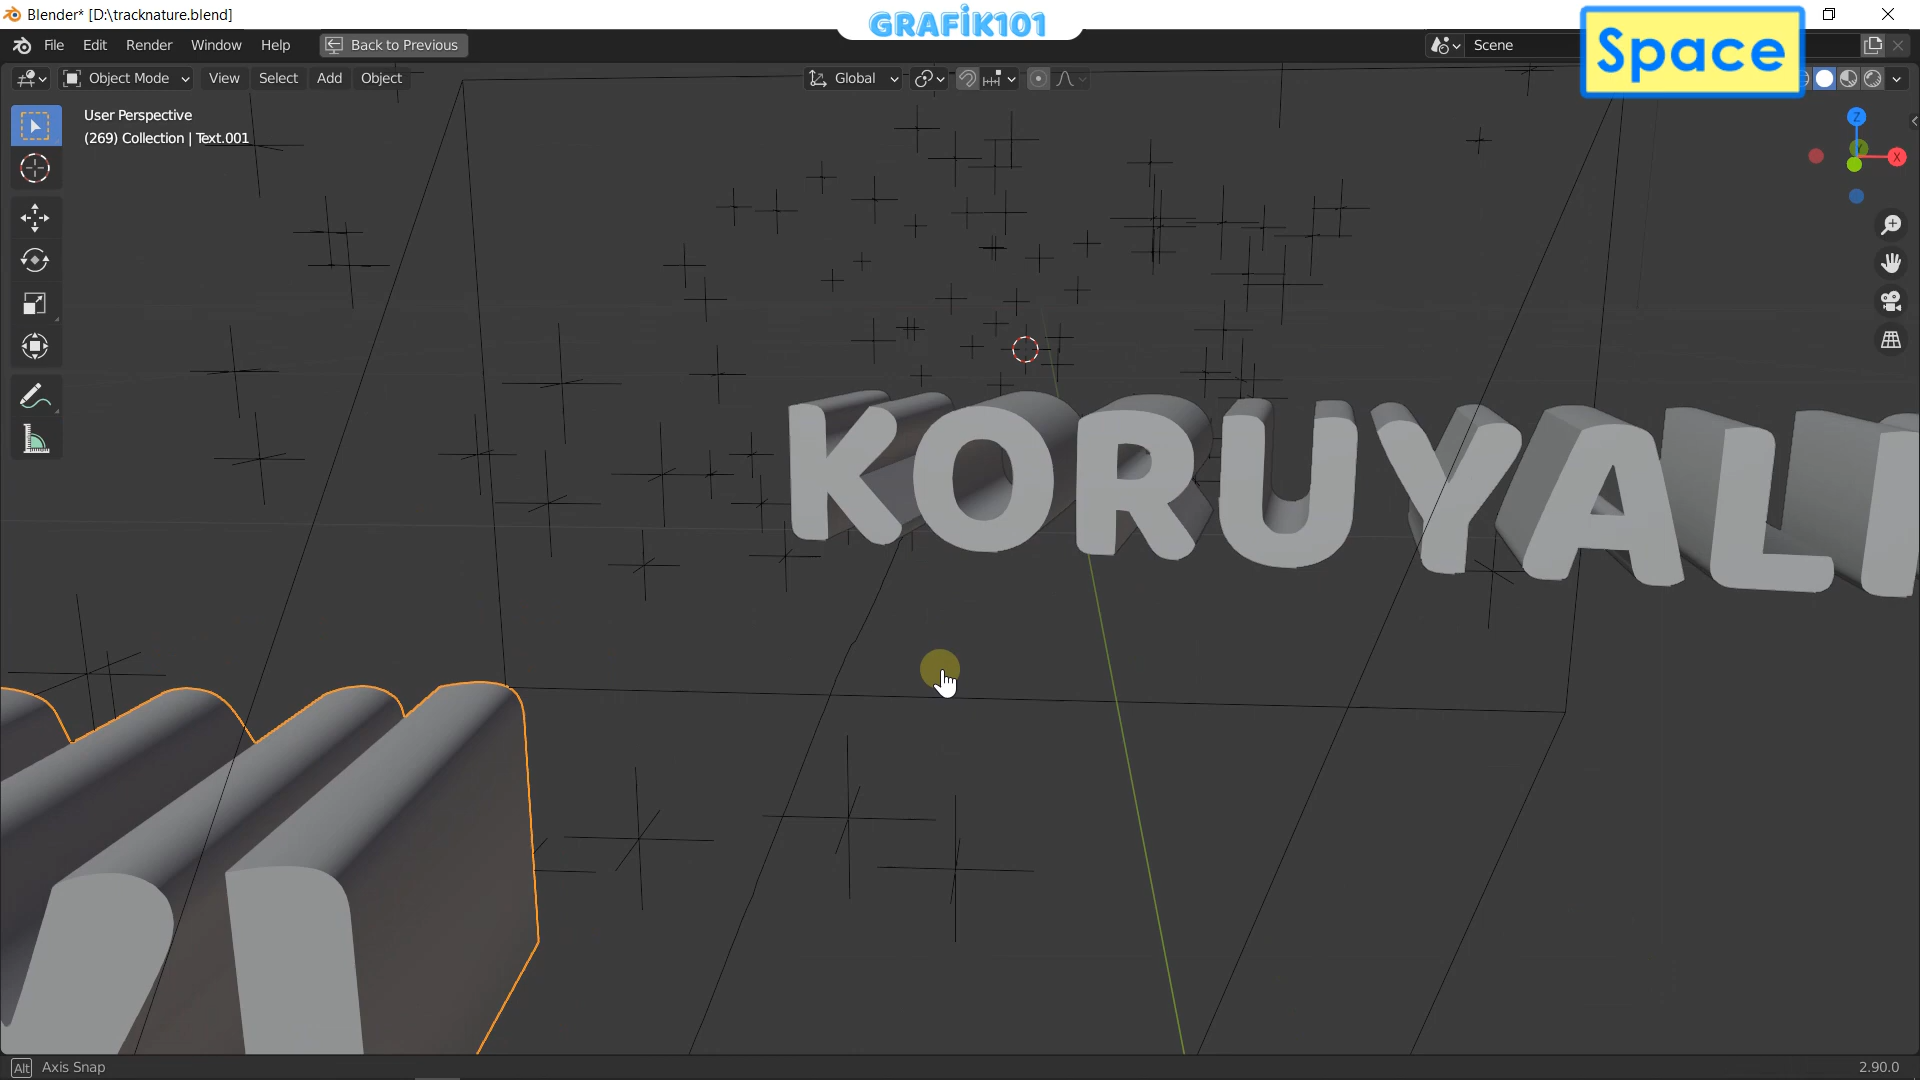 Blender* [D:\tracknature.blend]
GRAFİK101
Space
File Edit Render Window Help Back to Previous
Scene
Object Mode View Select Add Object
Global
User Perspective
(269) Collection | Text.001
Z
X
KORUYALI
Alt Axis Snap
2.90.0